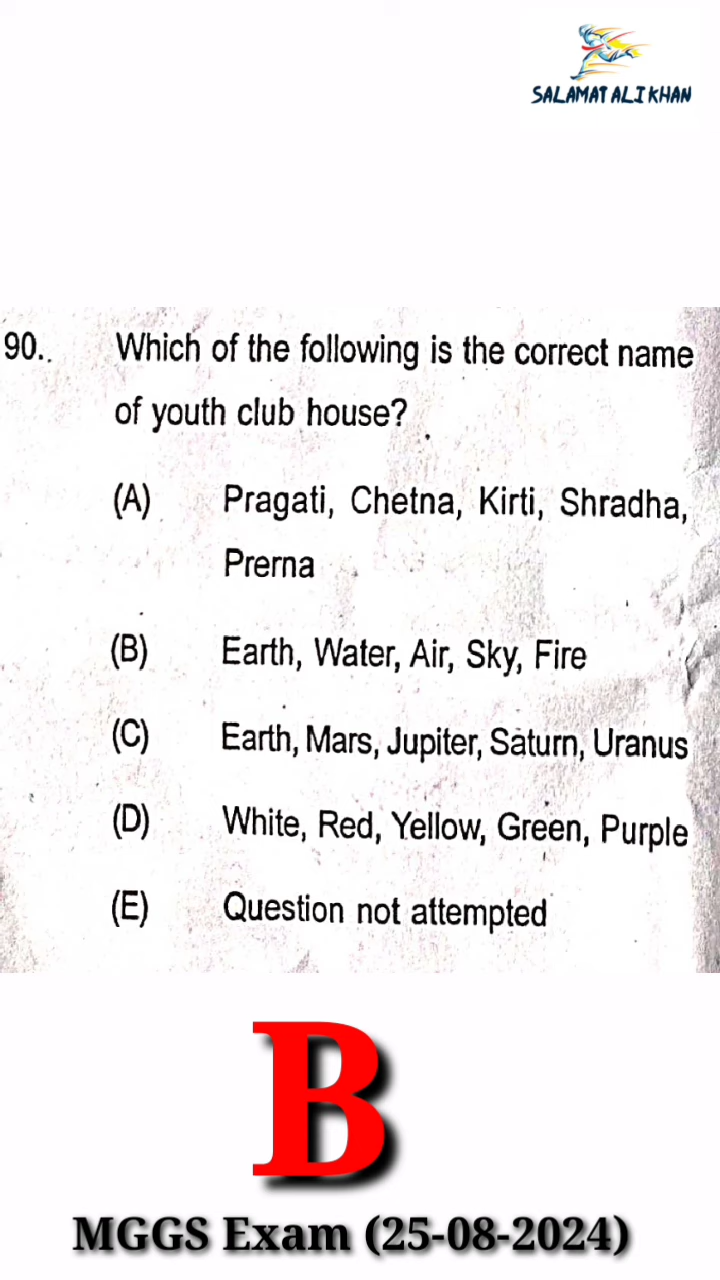 SALAMAT ALI KHAN
90.. Which of the following is the correct name
of youth club house?
(A) Pragati, Chetna, Kirti, Shradha,
Prerna
(B) Earth, Water, Air, Sky, Fire
(C) Earth, Mars, Jupiter, Saturn, Uranus
(D) White, Red, Yellow, Green, Purple
(E) Question not attempted
B
MGGS Exam (25-08-2024)